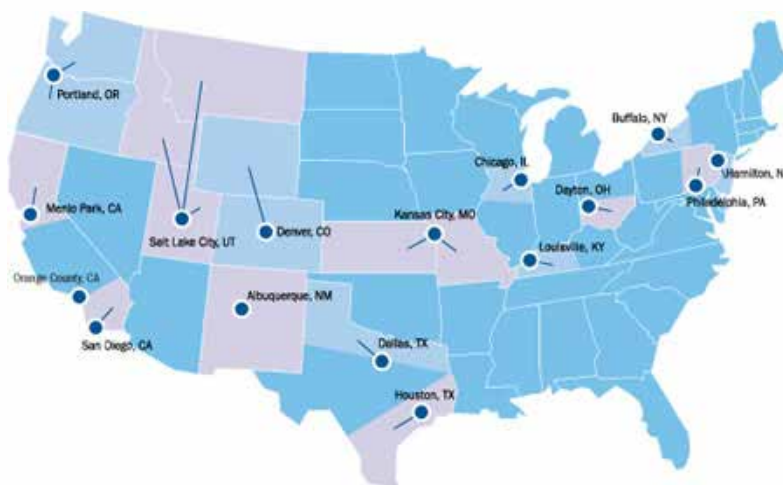 Portland, OR
Buffalo, NY
Chicago, IL
Hamilton, N
Menlo Park, CA
Dayton, OH
Philadelphia, PA
Kansas City, MO
Salt Lake City, UT
Denver, CO
Louisville, KY
Orange County, CA
Albuquerque, NM
San Diego, CA
Dallas, TX
Houston, TX